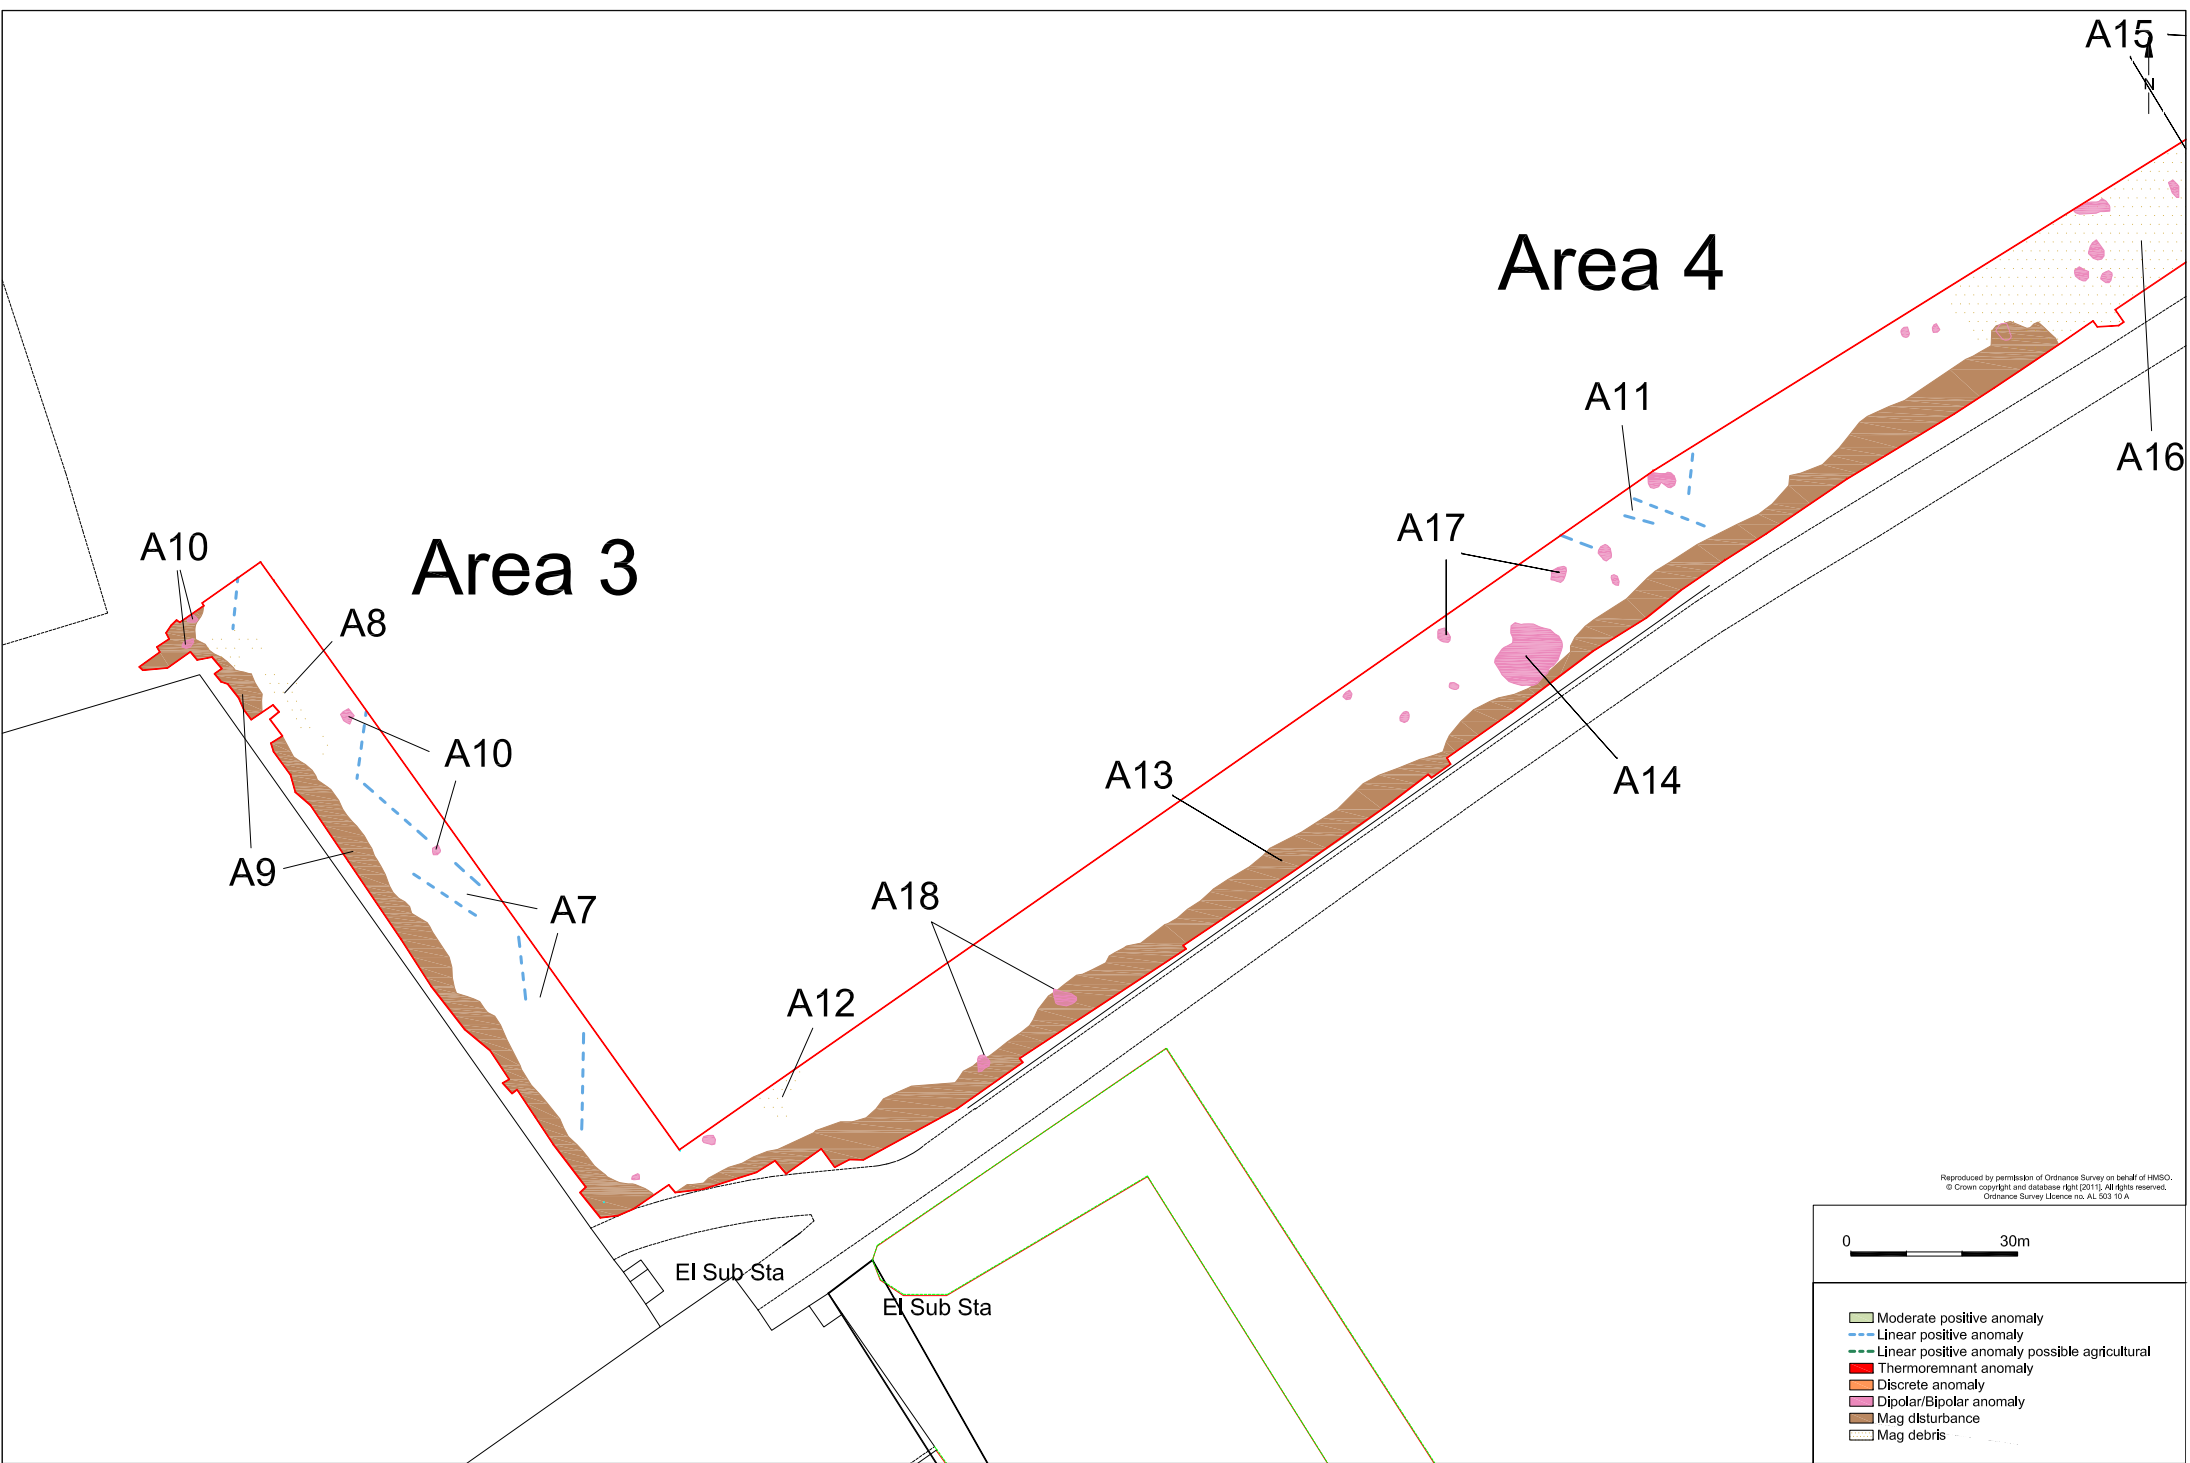 A15
N
Area 4
A16
A11
A17
A10
Area 3
A8
A10
A13
A14
A9
A7
A18
A12
El Sub Sta
El Sub Sta
Reproduced by permission of Ordnance Survey on behalf of HMSO.
© Crown copyright and database right [2011]. All rights reserved.
Ordnance Survey Licence no. AL 503 10 A
0 30m
Moderate positive anomaly
Linear positive anomaly
Linear positive anomaly possible agricultural
Thermoremnant anomaly
Discrete anomaly
Dipolar/Bipolar anomaly
Mag disturbance
Mag debris